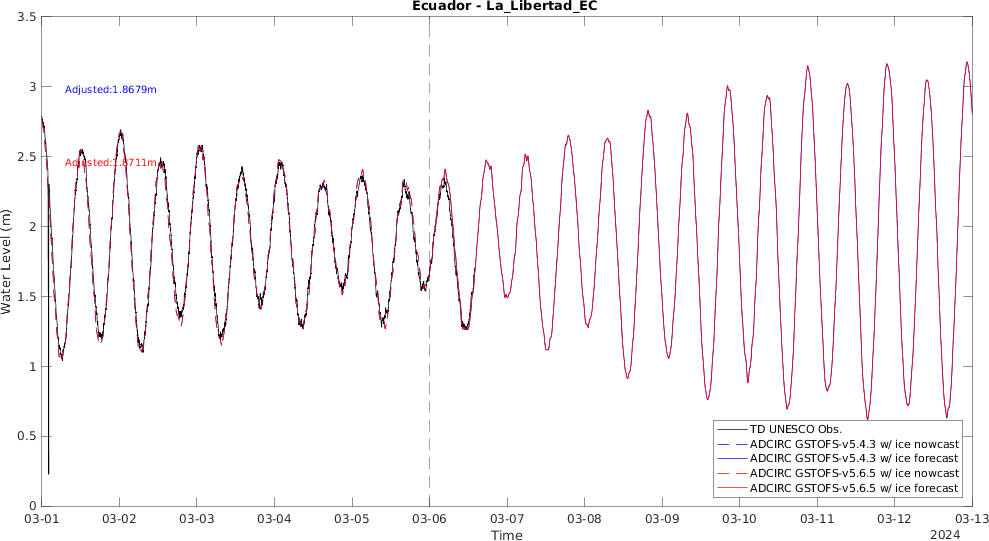 Ecuador - La_Libertad_EC
3.5
3
2.5
2
1.5
1
0.5
0
Water Level (m)
Adjusted:1.8679m
Adjusted:1.8711m
TD UNESCO Obs.
ADCIRC GSTOFS-v5.4.3 w/ ice nowcast
ADCIRC GSTOFS-v5.4.3 w/ ice forecast
ADCIRC GSTOFS-v5.6.5 w/ ice nowcast
ADCIRC GSTOFS-v5.6.5 w/ ice forecast
03-01 03-02 03-03 03-04 03-05 03-06 03-07 03-08 03-09 03-10 03-11 03-12 03-13
Time
2024